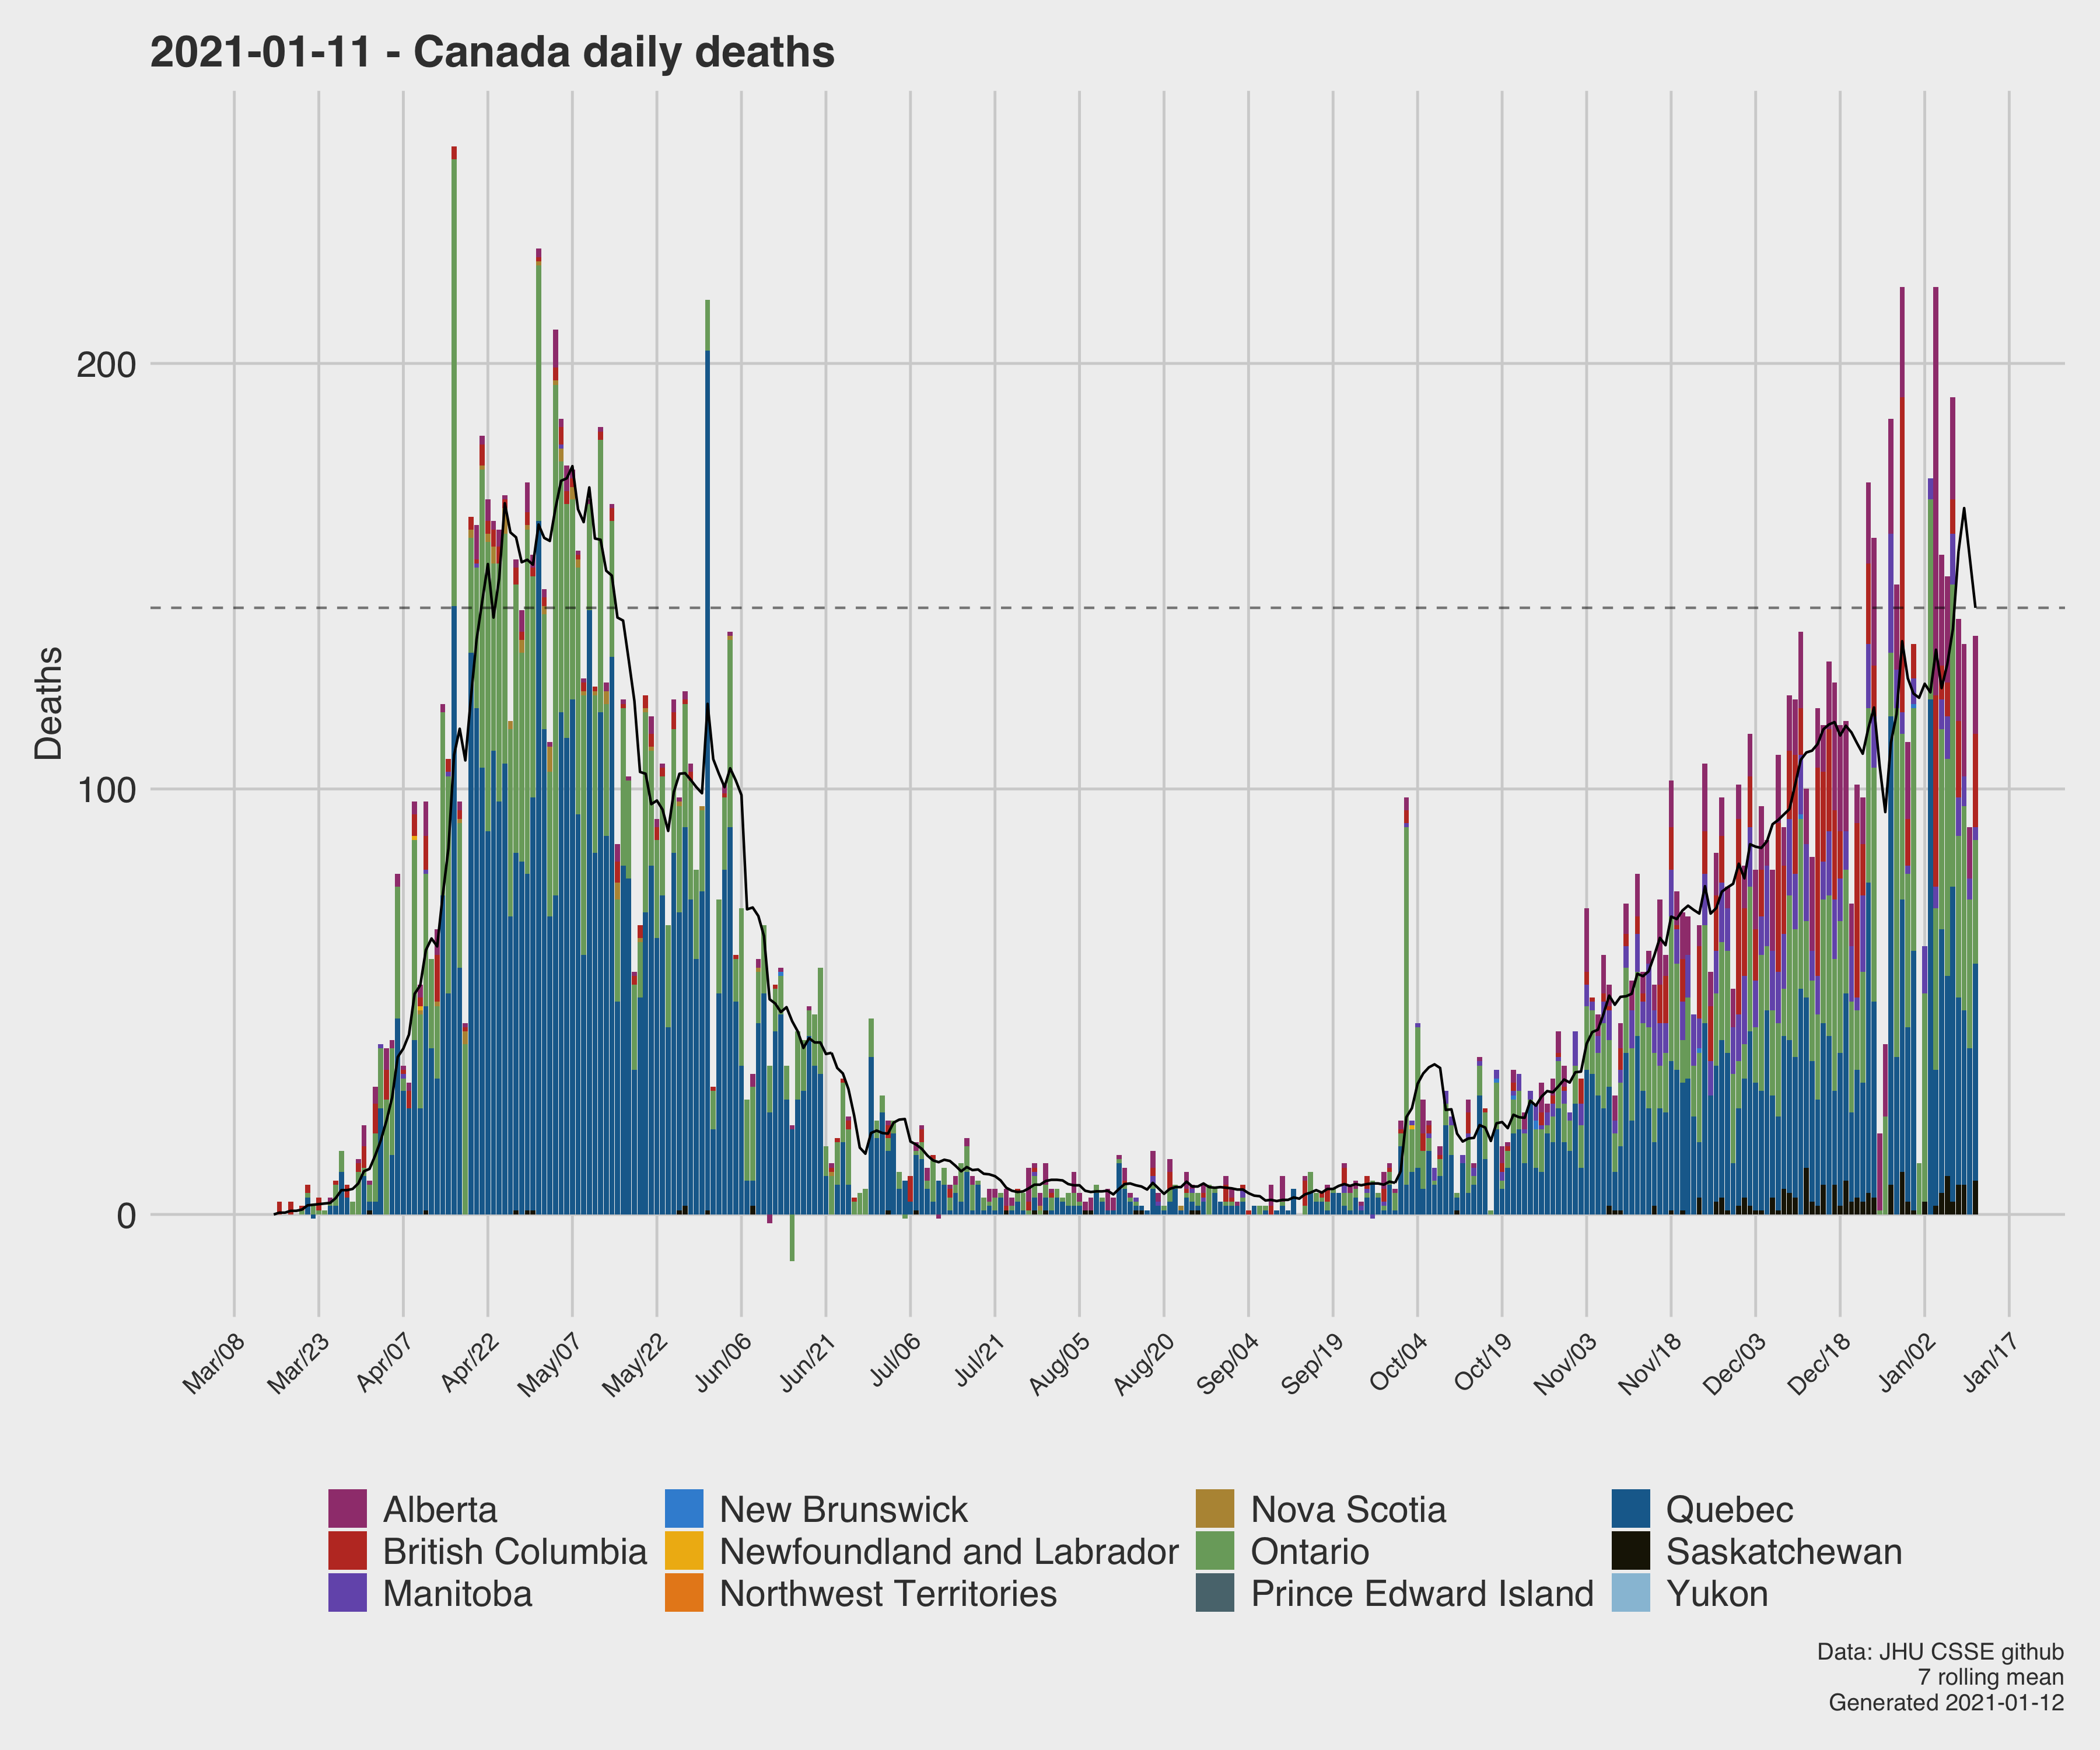 2021-01-11 - Canada daily deaths
Deaths
200
100
0
Mar/08
Mar/23
Apr/07
Apr/22
May/07
May/22
Jun/06
Jun/21
Jul/06
Jul/21
Aug/05
Aug/20
Sep/04
Sep/19
Oct/04
Oct/19
Nov/03
Nov/18
Dec/03
Dec/18
Jan/02
Jan/17
Alberta
British Columbia
Manitoba
New Brunswick
Newfoundland and Labrador
Northwest Territories
Nova Scotia
Ontario
Prince Edward Island
Quebec
Saskatchewan
Yukon
Data: JHU CSSE github
7 rolling mean
Generated 2021-01-12